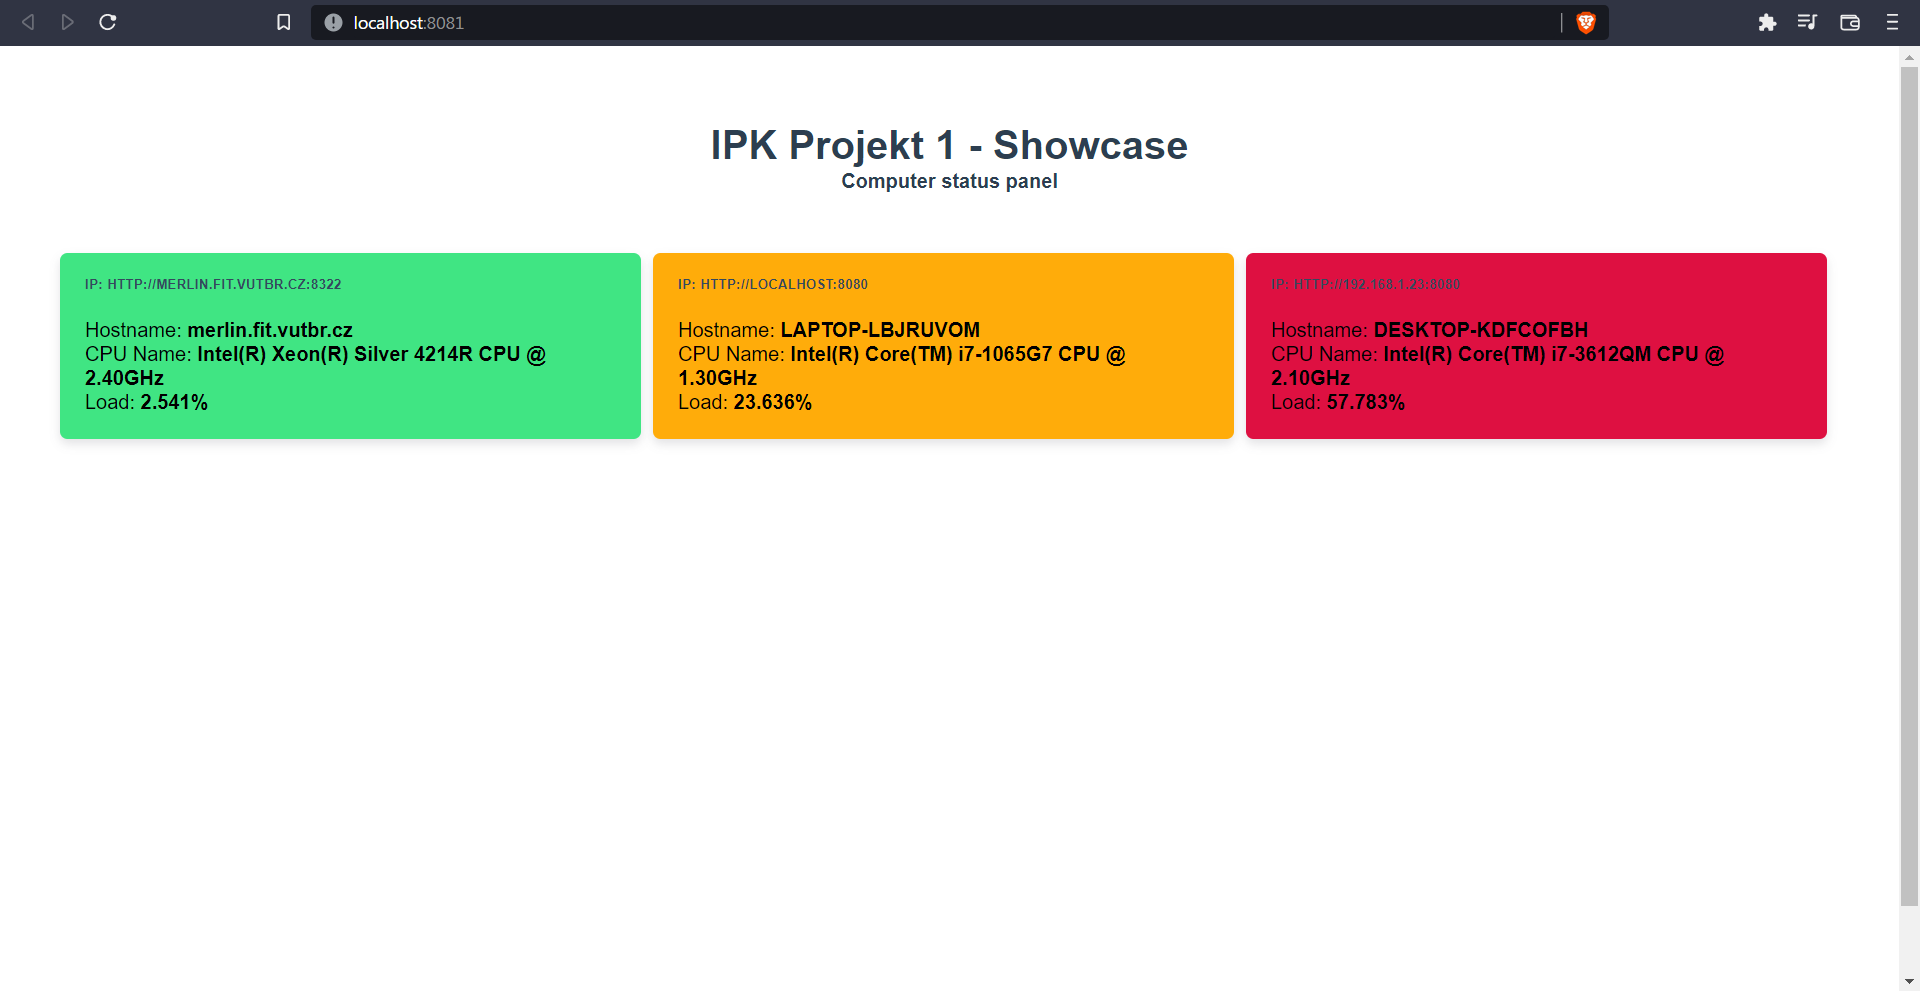 localhost:8081
IPK Projekt 1 - Showcase
Computer status panel
IP: HTTP://MERLIN.FIT.VUTBR.CZ:8322
Hostname: merlin.fit.vutbr.cz
CPU Name: Intel(R) Xeon(R) Silver 4214R CPU @
2.40GHz
Load: 2.541%
IP: HTTP://LOCALHOST:8080
Hostname: LAPTOP-LBJRUVOM
CPU Name: Intel(R) Core(TM) i7-1065G7 CPU @
1.30GHz
Load: 23.636%
IP: HTTP://192.168.1.23:8080
Hostname: DESKTOP-KDFCOFBH
CPU Name: Intel(R) Core(TM) i7-3612QM CPU @
2.10GHz
Load: 57.783%